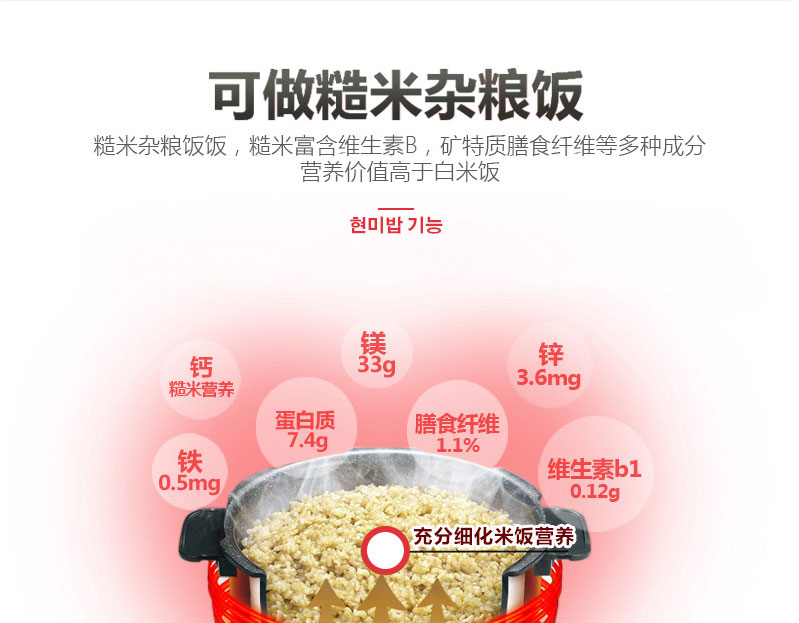 可做糙米杂粮饭
糙米杂粮饭饭，糙米富含维生素B，矿特质膳食纤维等多种成分
营养价值高于白米饭
현미밥 기능
镁
33g
锌
3.6mg
钙
糙米营养
蛋白质
7.4g
膳食纤维
1.1%
铁
0.5mg
维生素b1
0.12g
充分细化米饭营养